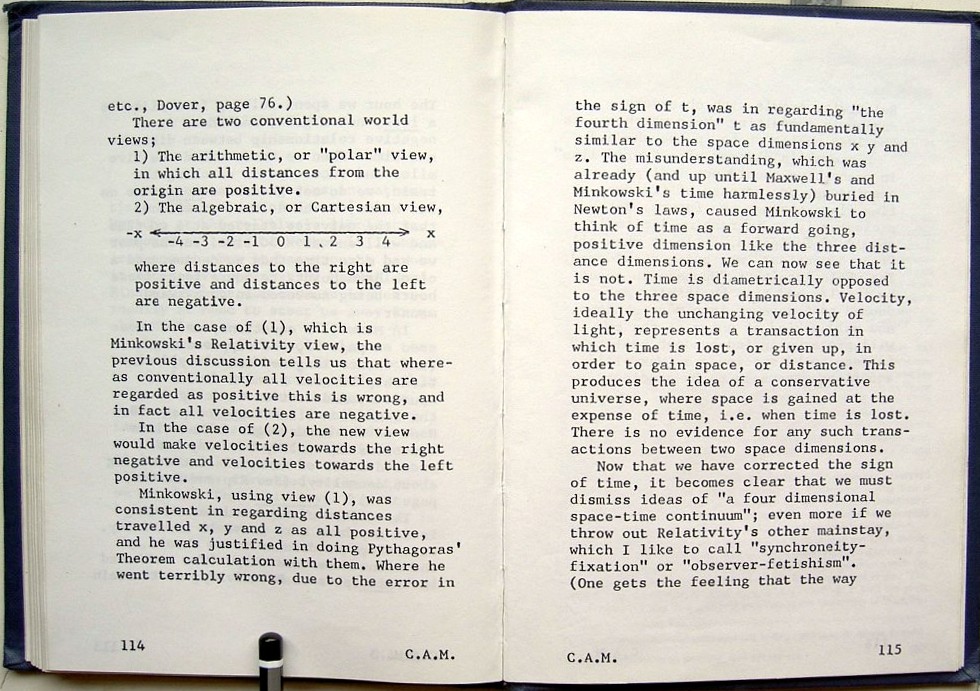 etc., Dover, page 76.)
There are two conventional world
views;
1) The arithmetic, or "polar" view,
in which all distances from the
origin are positive.
2) The algebraic, or Cartesian view,
-x x
-4 -3 -2 -1 0 1 2 3 4
where distances to the right are
positive and distances to the left
are negative.
In the case of (1), which is
Minkowski's Relativity view, the
previous discussion tells us that where-
as conventionally all velocities are
regarded as positive this is wrong, and
in fact all velocities are negative.
In the case of (2), the new view
would make velocities towards the right
negative and velocities towards the left
positive.
Minkowski, using view (1), was
consistent in regarding distances
travelled x, y and z as all positive,
and he was justified in doing Pythagoras'
Theorem calculation with them. Where he
went terribly wrong, due to the error in
114
C.A.M.
the sign of t, was in regarding "the
fourth dimension" t as fundamentally
similar to the space dimensions x y and
z. The misunderstanding, which was
already (and up until Maxwell's and
Minkowski's time harmlessly) buried in
Newton's laws, caused Minkowski to
think of time as a forward going,
positive dimension like the three dist-
ance dimensions. We can now see that it
is not. Time is diametrically opposed
to the three space dimensions. Velocity,
ideally the unchanging velocity of
light, represents a transaction in
which time is lost, or given up, in
order to gain space, or distance. This
produces the idea of a conservative
universe, where space is gained at the
expense of time, i.e. when time is lost.
There is no evidence for any such trans-
actions between two space dimensions.
Now that we have corrected the sign
of time, it becomes clear that we must
dismiss ideas of "a four dimensional
space-time continuum"; even more if we
throw out Relativity's other mainstay,
which I like to call "synchroneity-
fixation" or "observer-fetishism".
(One gets the feeling that the way
C.A.M.
115